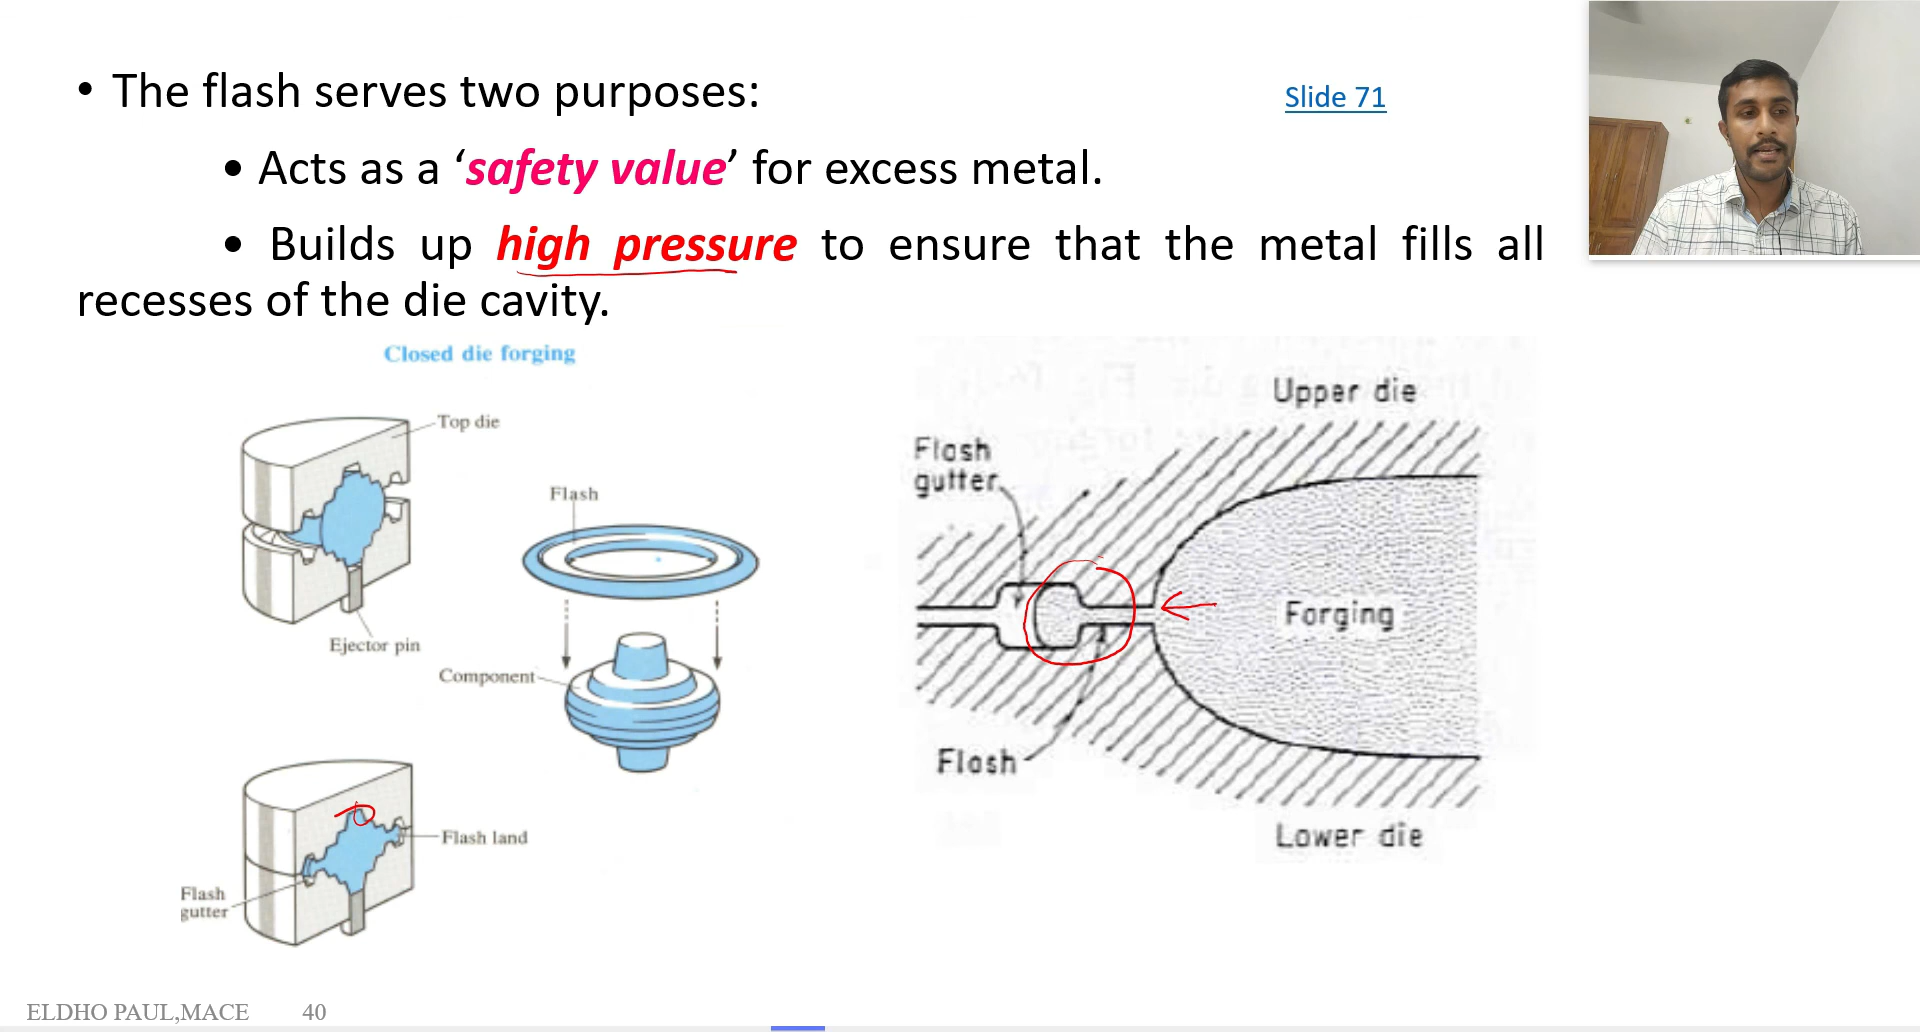 • The flash serves two purposes:
Slide 71
• Acts as a ‘safety value’ for excess metal.
• Builds up high pressure to ensure that the metal fills all
recesses of the die cavity.
Closed die forging
Top die
Flash
Ejector pin
Component
Flash land
Flash
gutter
Upper die
Flash
gutter
Forging
Flash
Lower die
ELDHO PAUL,MACE 40